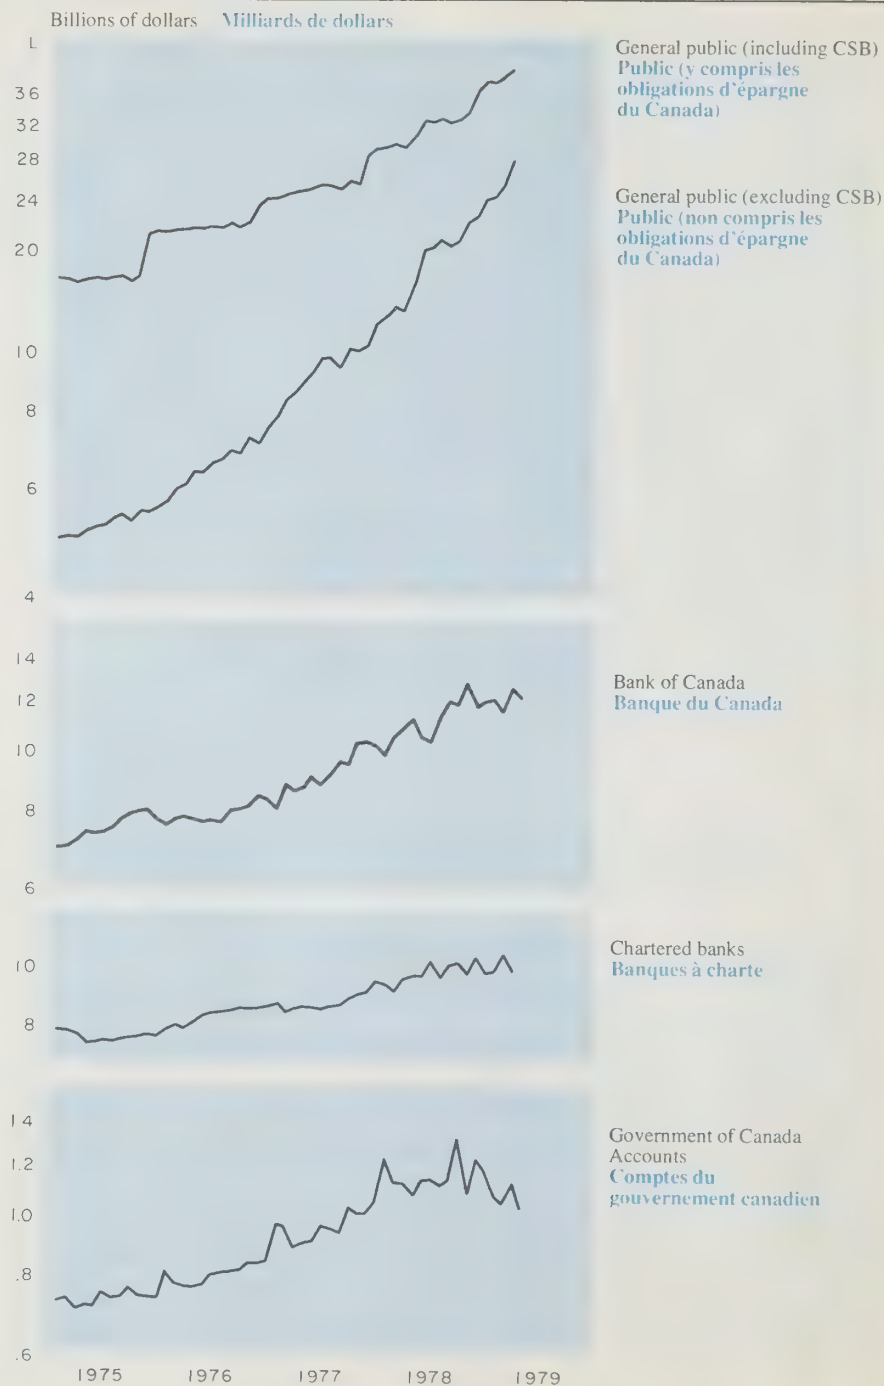 Billions of dollars Milliards de dollars
L
36
32
28
24
20
10
8
6
4
General public (including CSB)
Public (y compris les
obligations d'épargne
du Canada)
General public (excluding CSB)
Public (non compris les
obligations d'épargne
du Canada)
14
12
10
8
6
Bank of Canada
Banque du Canada
10
8
Chartered banks
Banques à charte
1 4
1.2
1.0
.8
.6
Government of Canada
Accounts
Comptes du
gouvernement canadien
1975 1976 1977 1978 1979